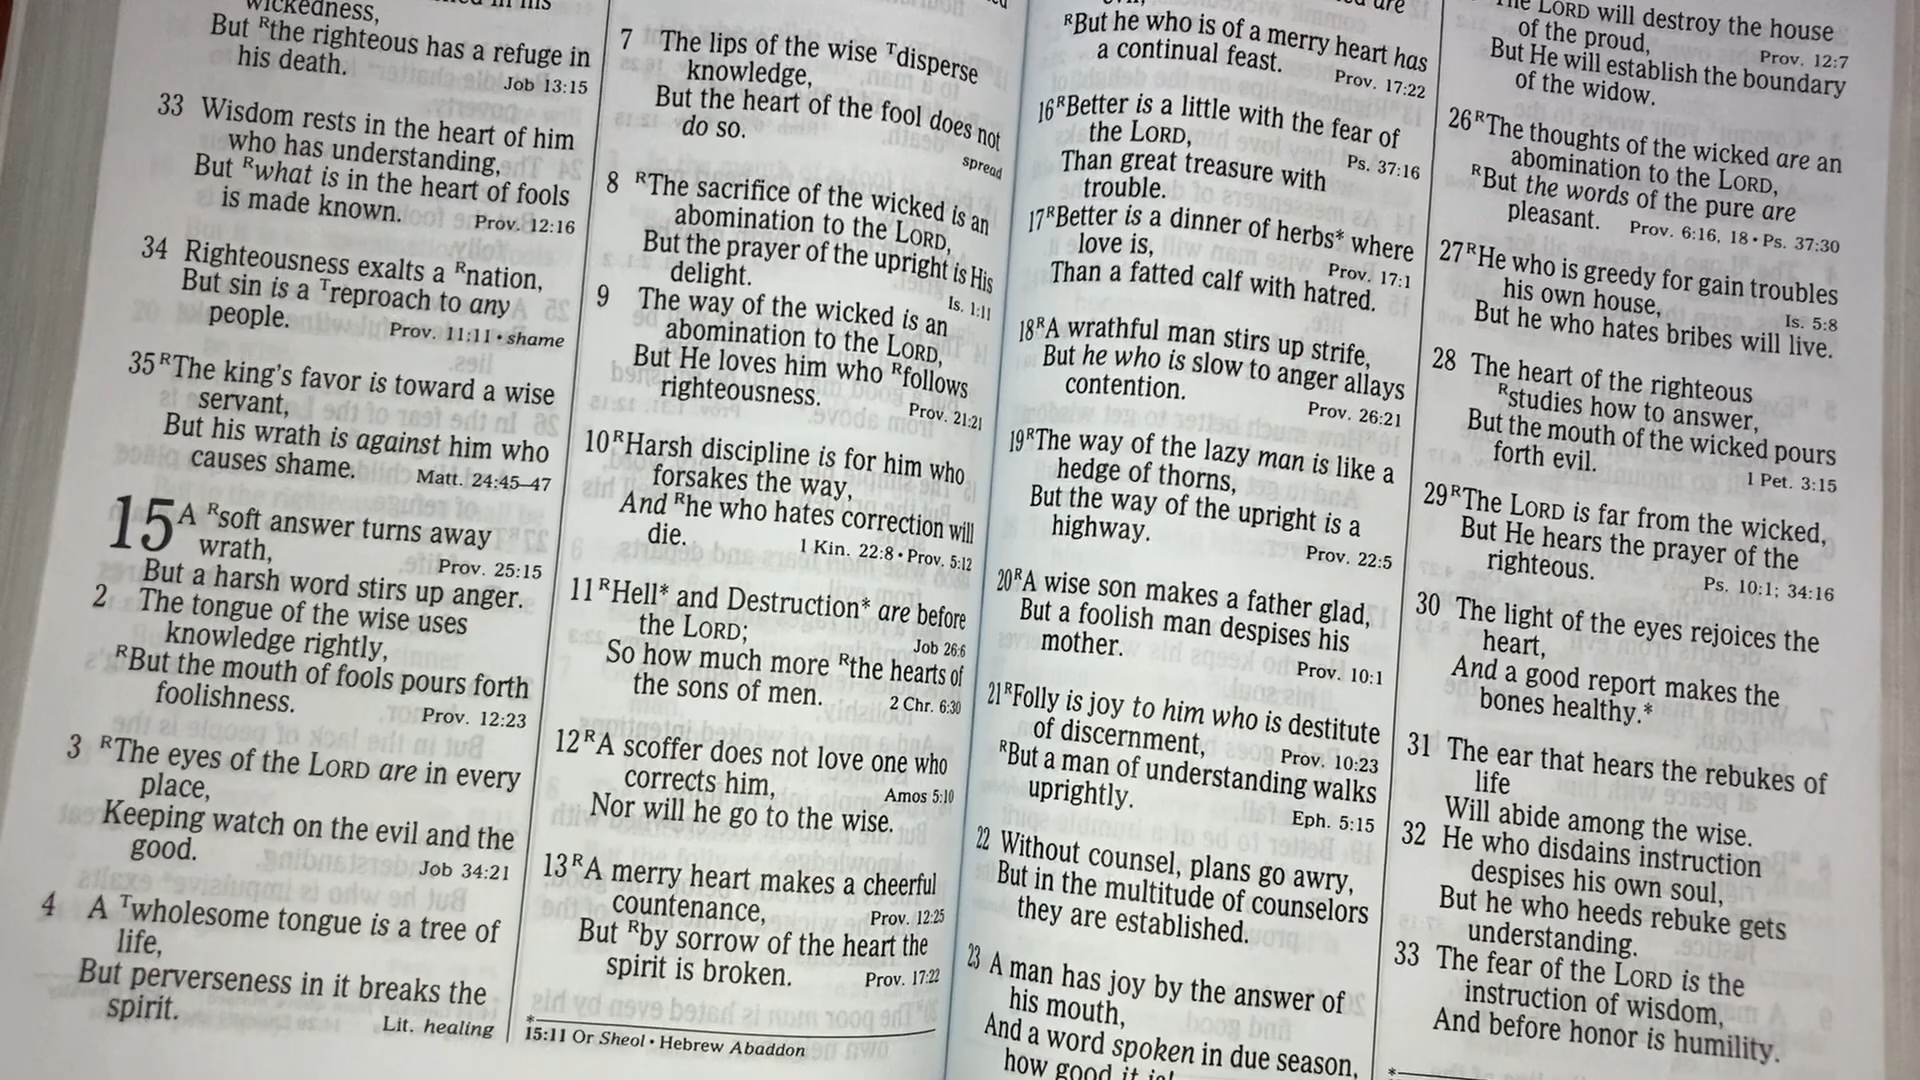 wickedness,
But ᴿthe righteous has a refuge in
his death.
Job 13:15
33 Wisdom rests in the heart of him
who has understanding,
But ᴿwhat is in the heart of fools
is made known. Prov. 12:16
34 Righteousness exalts a ᴿnation,
But sin is a ᵀreproach to any
people. Prov. 11:11 • shame
35 ᴿThe king's favor is toward a wise
servant,
But his wrath is against him who
causes shame. Matt. 24:45–47
15 A ᴿsoft answer turns away
wrath, Prov. 25:15
But a harsh word stirs up anger.
2 The tongue of the wise uses
knowledge rightly,
ᴿBut the mouth of fools pours forth
foolishness. Prov. 12:23
3 ᴿThe eyes of the LORD are in every
place,
Keeping watch on the evil and the
good. Job 34:21
4 A ᵀwholesome tongue is a tree of
life,
But perverseness in it breaks the
spirit. Lit. healing
7 The lips of the wise ᵀdisperse
knowledge,
But the heart of the fool does not
do so. spread
8 ᴿThe sacrifice of the wicked is an
abomination to the LORD,
But the prayer of the upright is His
delight. Is. 1:11
9 The way of the wicked is an
abomination to the LORD,
But He loves him who ᴿfollows
righteousness. Prov. 21:21
10 ᴿHarsh discipline is for him who
forsakes the way,
And ᴿhe who hates correction will
die. 1 Kin. 22:8 • Prov. 5:12
11 ᴿHell* and Destruction* are before
the LORD; Job 26:6
So how much more ᴿthe hearts of
the sons of men. 2 Chr. 6:30
12 ᴿA scoffer does not love one who
corrects him, Amos 5:10
Nor will he go to the wise.
13 ᴿA merry heart makes a cheerful
countenance, Prov. 12:25
But ᴿby sorrow of the heart the
spirit is broken. Prov. 17:22
*
15:11 Or Sheol • Hebrew Abaddon
ᴿBut he who is of a merry heart has
a continual feast. Prov. 17:22
16 ᴿBetter is a little with the fear of
the LORD, Ps. 37:16
Than great treasure with
trouble.
17 ᴿBetter is a dinner of herbs* where
love is, Prov. 17:1
Than a fatted calf with hatred.
18 ᴿA wrathful man stirs up strife,
But he who is slow to anger allays
contention. Prov. 26:21
19 ᴿThe way of the lazy man is like a
hedge of thorns,
But the way of the upright is a
highway. Prov. 22:5
20 ᴿA wise son makes a father glad,
But a foolish man despises his
mother. Prov. 10:1
21 ᴿFolly is joy to him who is destitute
of discernment, Prov. 10:23
ᴿBut a man of understanding walks
uprightly. Eph. 5:15
22 Without counsel, plans go awry,
But in the multitude of counselors
they are established.
23 A man has joy by the answer of
his mouth,
And a word spoken in due season,
how good it is!
The LORD will destroy the house
of the proud, Prov. 12:7
But He will establish the boundary
of the widow.
26 ᴿThe thoughts of the wicked are an
abomination to the LORD,
ᴿBut the words of the pure are
pleasant. Prov. 6:16, 18 • Ps. 37:30
27 ᴿHe who is greedy for gain troubles
his own house, Is. 5:8
But he who hates bribes will live.
28 The heart of the righteous
ᴿstudies how to answer,
But the mouth of the wicked pours
forth evil. 1 Pet. 3:15
29 ᴿThe LORD is far from the wicked,
But He hears the prayer of the
righteous. Ps. 10:1; 34:16
30 The light of the eyes rejoices the
heart,
And a good report makes the
bones healthy.*
31 The ear that hears the rebukes of
life
Will abide among the wise.
32 He who disdains instruction
despises his own soul,
But he who heeds rebuke gets
understanding.
33 The fear of the LORD is the
instruction of wisdom,
And before honor is humility.
*